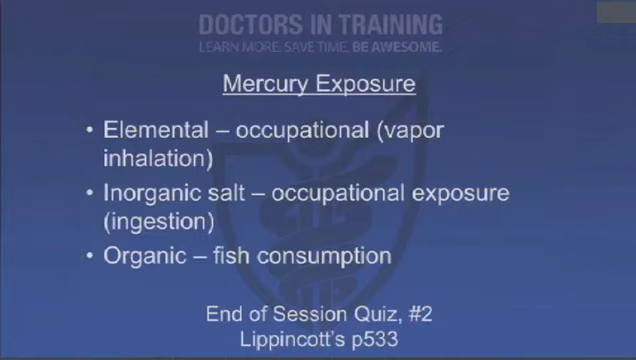 DOCTORS IN TRAINING
LEARN MORE. SAVE TIME. BE AWESOME.
Mercury Exposure
• Elemental – occupational (vapor
inhalation)
• Inorganic salt – occupational exposure
(ingestion)
• Organic – fish consumption
End of Session Quiz, #2
Lippincott's p533